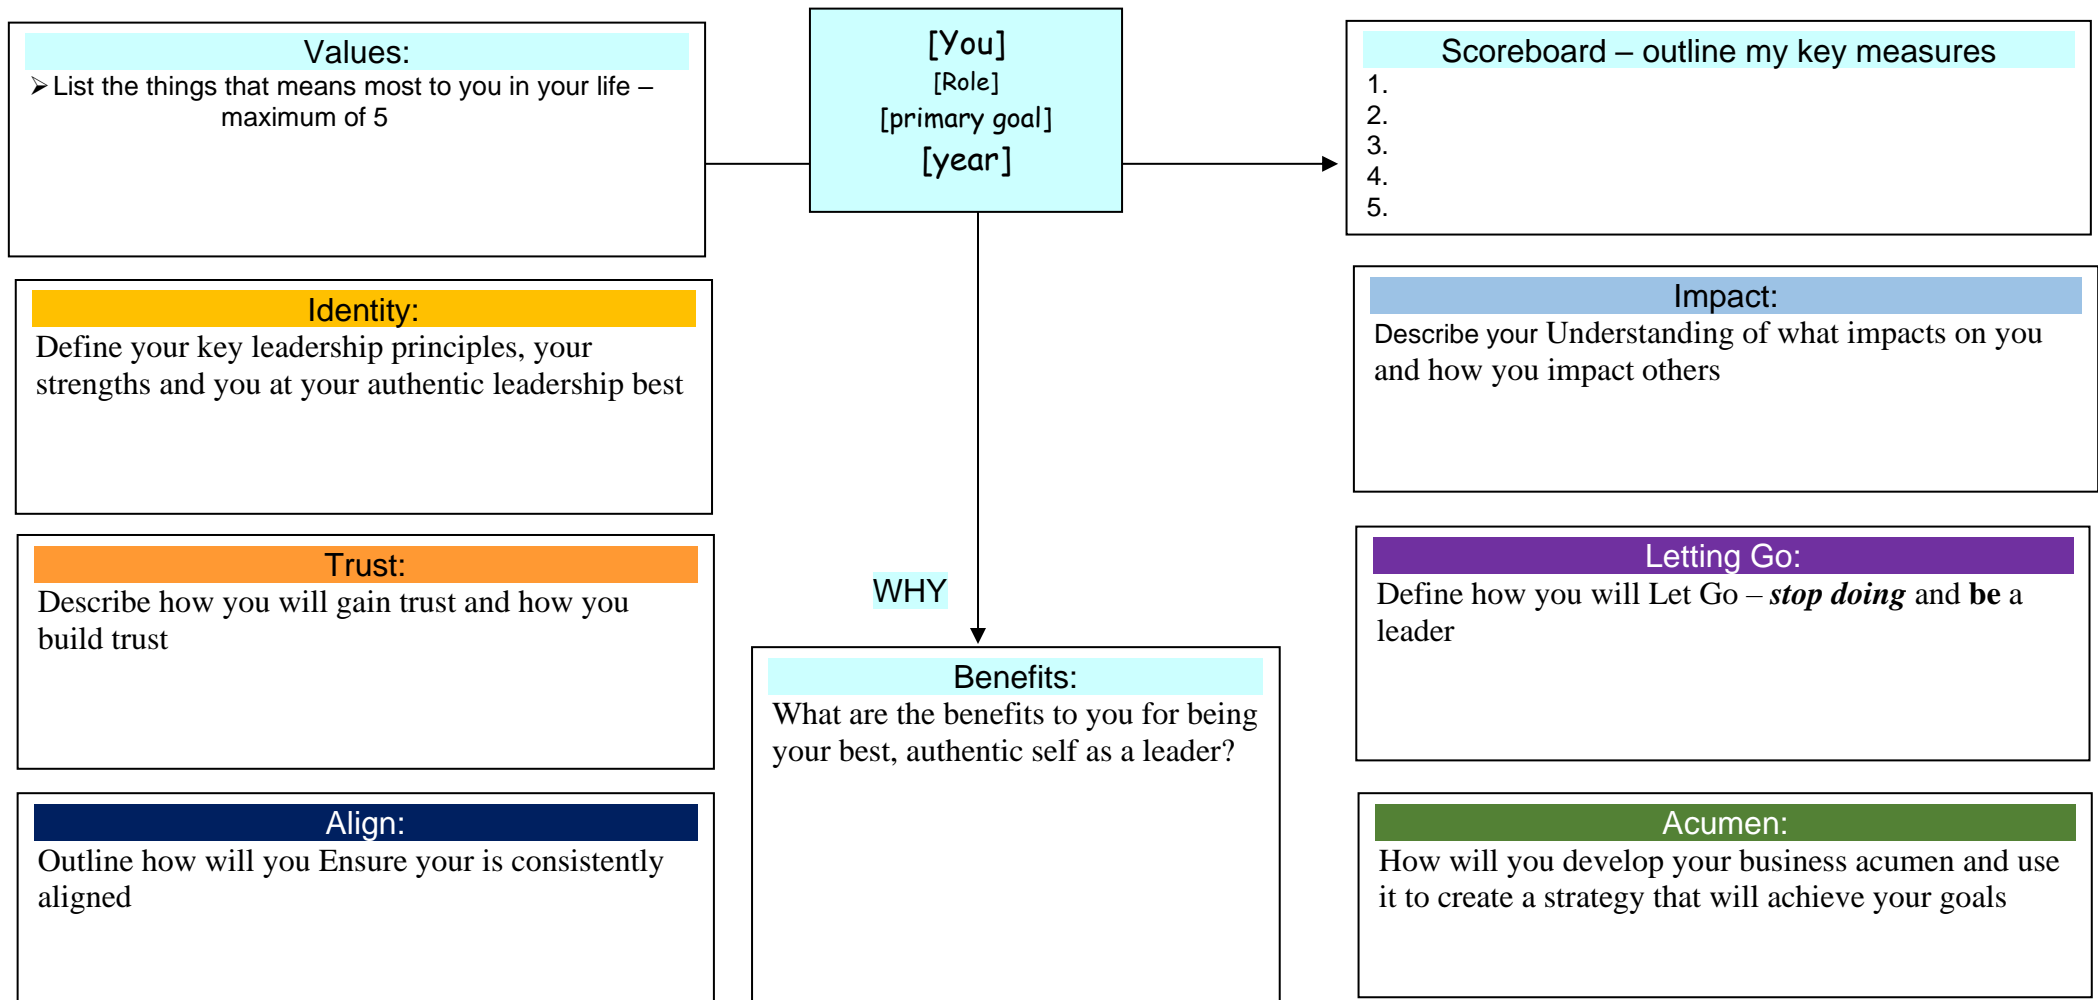 Values:
➢ List the things that means most to you in your life –
maximum of 5
[You]
[Role]
[primary goal]
[year]
Scoreboard – outline my key measures
1.
2.
3.
4.
5.
Identity:
Define your key leadership principles, your
strengths and you at your authentic leadership best
Impact:
Describe your Understanding of what impacts on you
and how you impact others
Trust:
Describe how you will gain trust and how you
build trust
WHY
Letting Go:
Define how you will Let Go – stop doing and be a
leader
Benefits:
What are the benefits to you for being
your best, authentic self as a leader?
Align:
Outline how will you Ensure your is consistently
aligned
Acumen:
How will you develop your business acumen and use
it to create a strategy that will achieve your goals